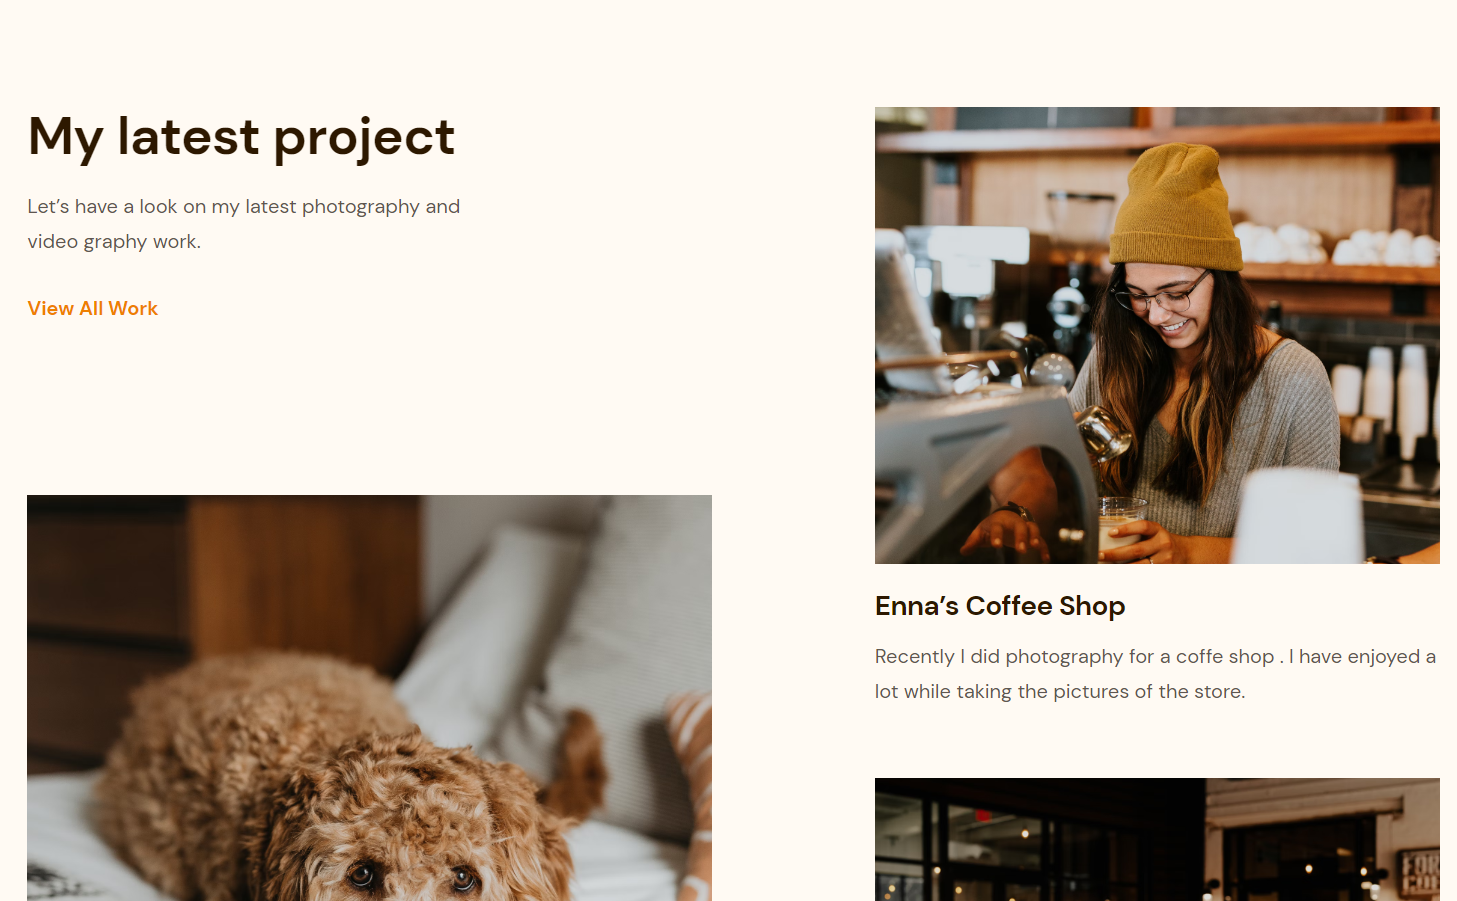 My latest project
Let’s have a look on my latest photography and
video graphy work.
View All Work
Enna’s Coffee Shop
Recently I did photography for a coffe shop . I have enjoyed a
lot while taking the pictures of the store.